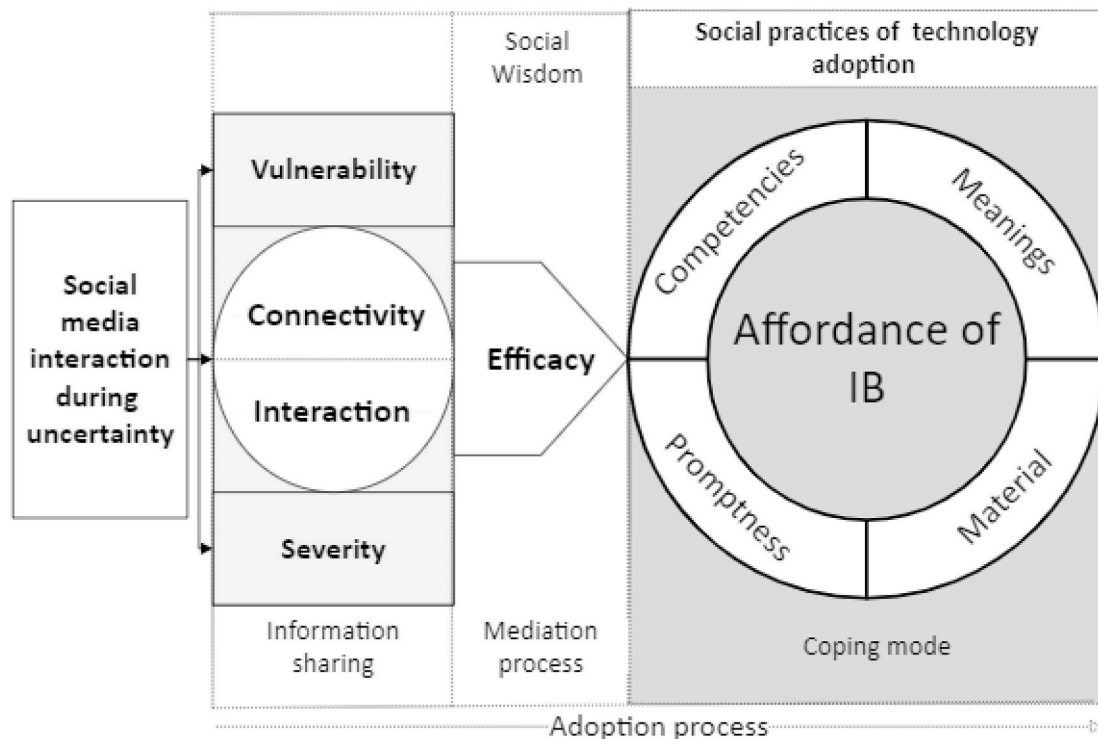 Social
Wisdom
Social practices of technology
adoption
Social
media
interaction
during
uncertainty
Vulnerability
Connectivity
Interaction
Severity
Efficacy
Competencies
Meanings
Promptness
Material
Affordance of
IB
Information
sharing
Mediation
process
Coping mode
Adoption process